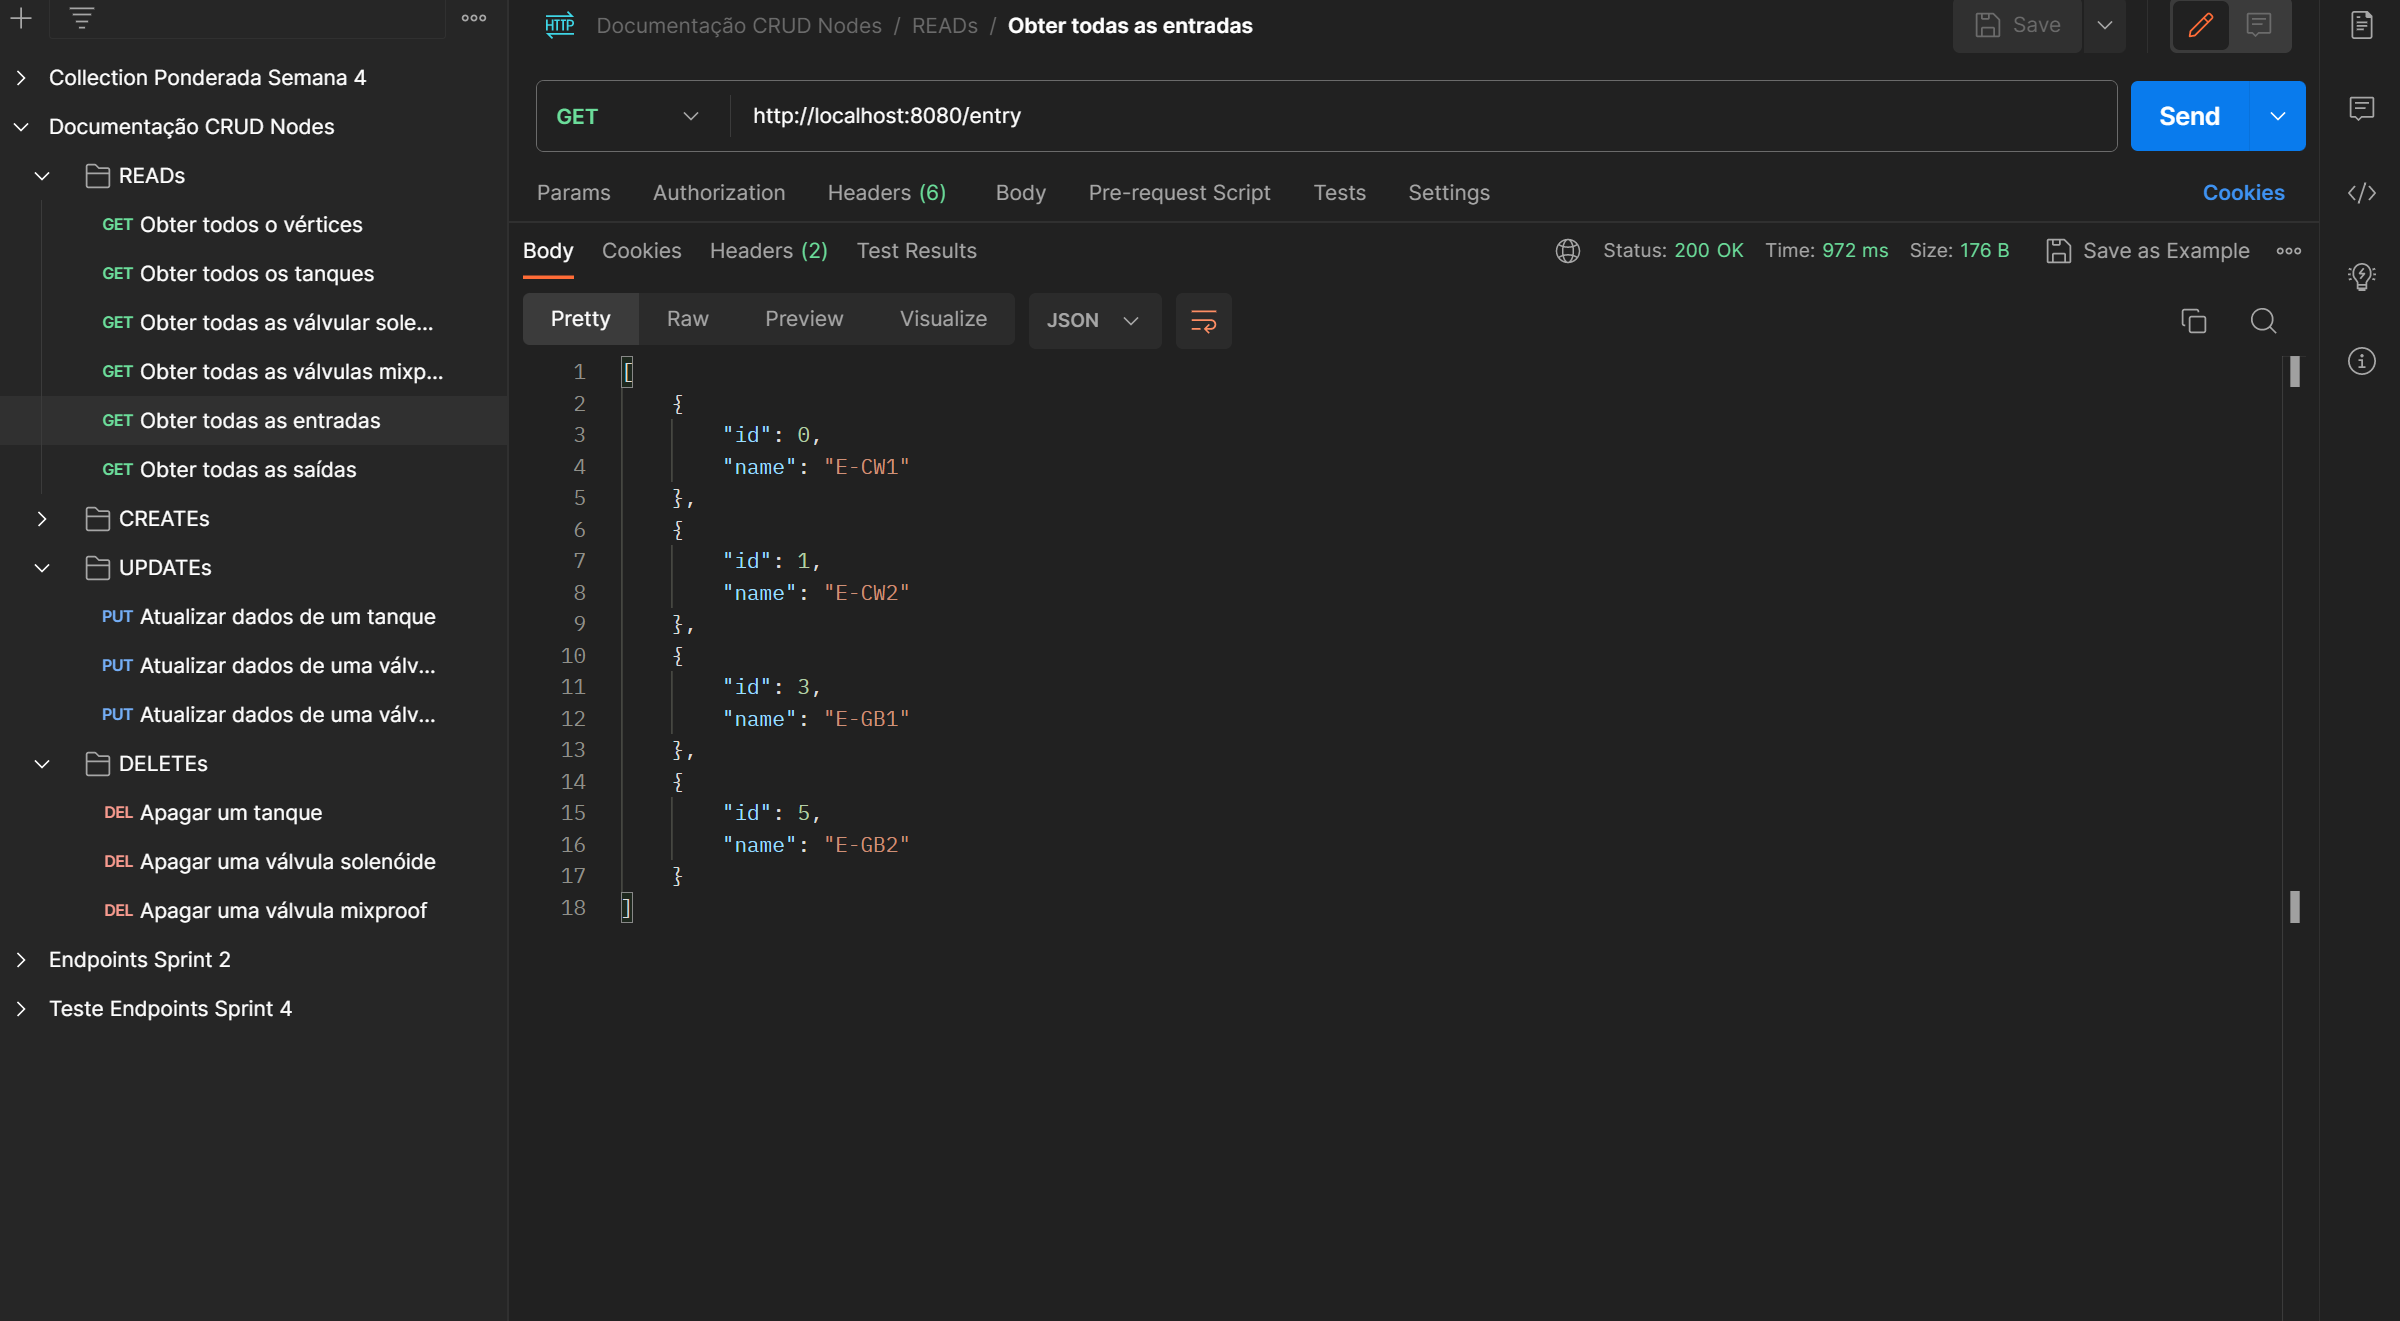 Collection Ponderada Semana 4
Documentação CRUD Nodes
READs
GET Obter todos o vértices
GET Obter todos os tanques
GET Obter todas as válvular sole...
GET Obter todas as válvulas mixp...
GET Obter todas as entradas
GET Obter todas as saídas
CREATEs
UPDATEs
PUT Atualizar dados de um tanque
PUT Atualizar dados de uma válv...
PUT Atualizar dados de uma válv...
DELETEs
DEL Apagar um tanque
DEL Apagar uma válvula solenóide
DEL Apagar uma válvula mixproof
Endpoints Sprint 2
Teste Endpoints Sprint 4
HTTP Documentação CRUD Nodes / READs / Obter todas as entradas
Save
GET http://localhost:8080/entry
Send
Params Authorization Headers (6) Body Pre-request Script Tests Settings Cookies
Body Cookies Headers (2) Test Results Status: 200 OK Time: 972 ms Size: 176 B Save as Example
Pretty Raw Preview Visualize JSON
1 [
2 {
3 "id": 0,
4 "name": "E-CW1"
5 },
6 {
7 "id": 1,
8 "name": "E-CW2"
9 },
10 {
11 "id": 3,
12 "name": "E-GB1"
13 },
14 {
15 "id": 5,
16 "name": "E-GB2"
17 }
18 ]